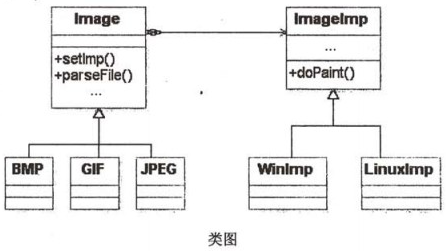 Image
+setImp()
+parseFile()
...
ImageImp
...
+doPaint()
BMP
GIF
JPEG
WinImp
LinuxImp
类图